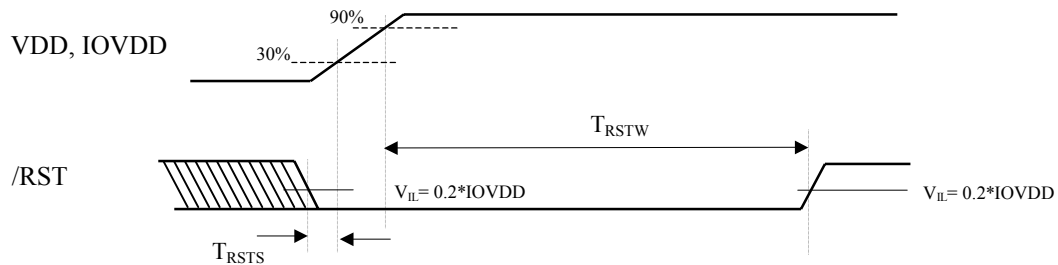 90%
VDD, IOVDD
30%
TRSTW
/RST
VIL= 0.2*IOVDD
VIL= 0.2*IOVDD
TRSTS